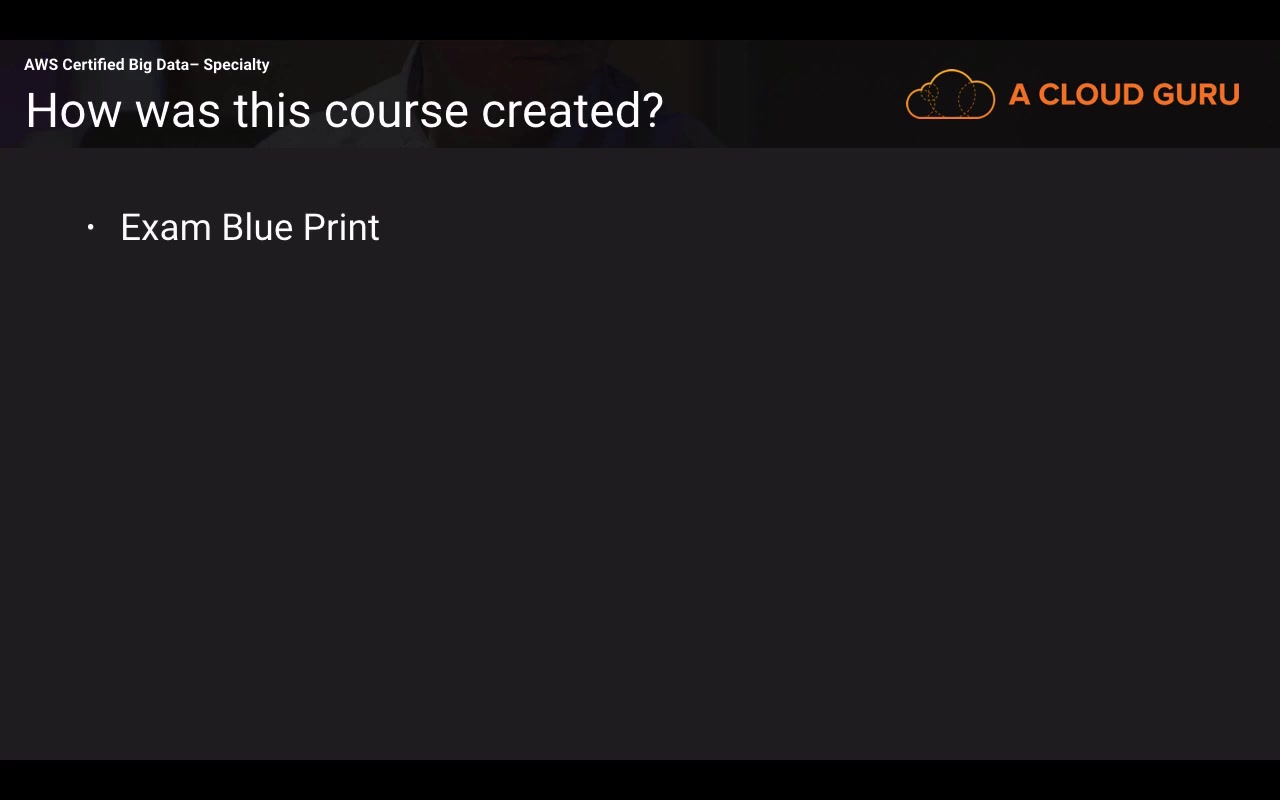 AWS Certified Big Data– Specialty
How was this course created?
A CLOUD GURU
• Exam Blue Print